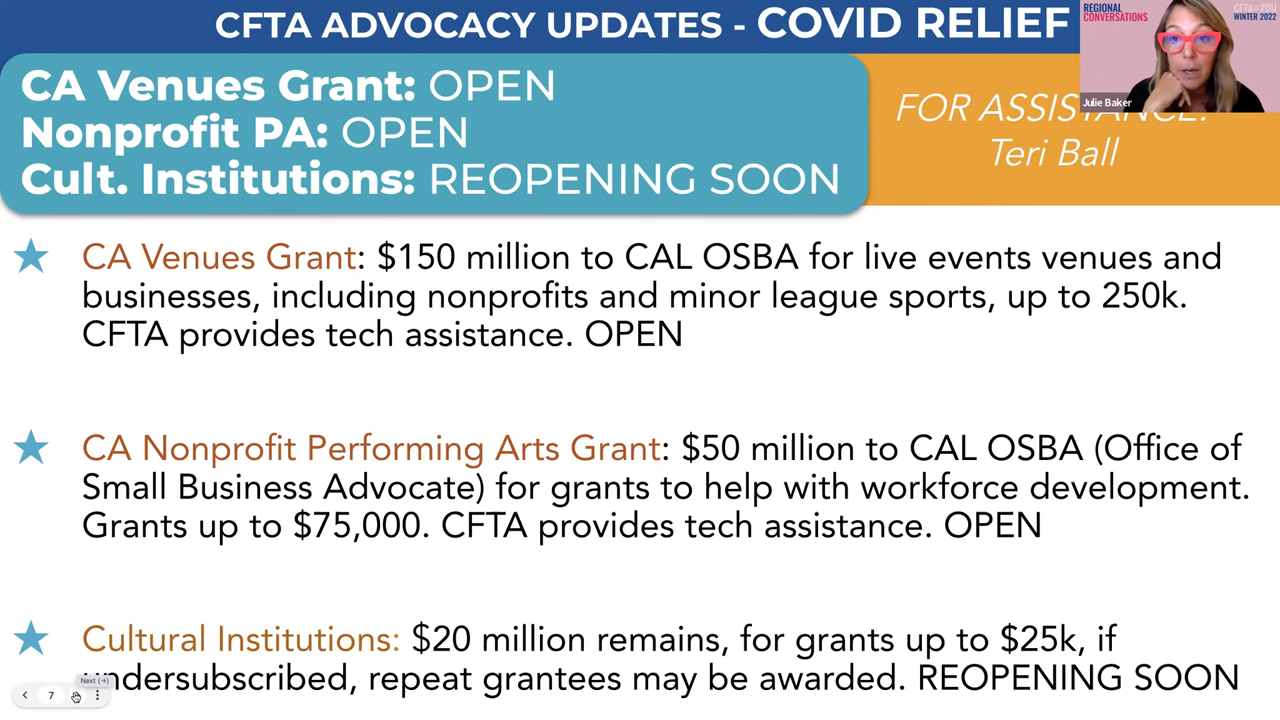 CFTA ADVOCACY UPDATES - COVID RELIEF
REGIONAL
CONVERSATIONS
CFTA=YOU
WINTER 2022
Julie Baker
CA Venues Grant: OPEN
Nonprofit PA: OPEN
Cult. Institutions: REOPENING SOON
FOR ASSISTANCE:
Teri Ball
CA Venues Grant: $150 million to CAL OSBA for live events venues and
businesses, including nonprofits and minor league sports, up to 250k.
CFTA provides tech assistance. OPEN
CA Nonprofit Performing Arts Grant: $50 million to CAL OSBA (Office of
Small Business Advocate) for grants to help with workforce development.
Grants up to $75,000. CFTA provides tech assistance. OPEN
Cultural Institutions: $20 million remains, for grants up to $25k, if
undersubscribed, repeat grantees may be awarded. REOPENING SOON
Next (→)
7